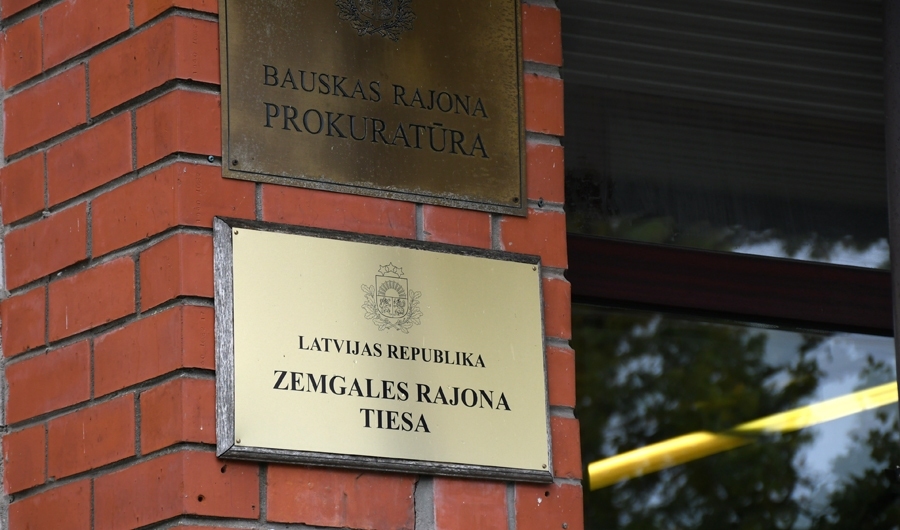 BAUSKAS RAJONA
PROKURATŪRA
LATVIJAS REPUBLIKA
ZEMGALES RAJONA
TIESA